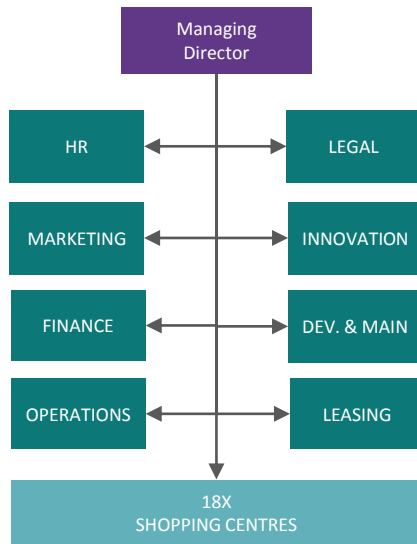 Managing
Director
HR
LEGAL
MARKETING
INNOVATION
FINANCE
DEV. & MAIN
OPERATIONS
LEASING
18X
SHOPPING CENTRES